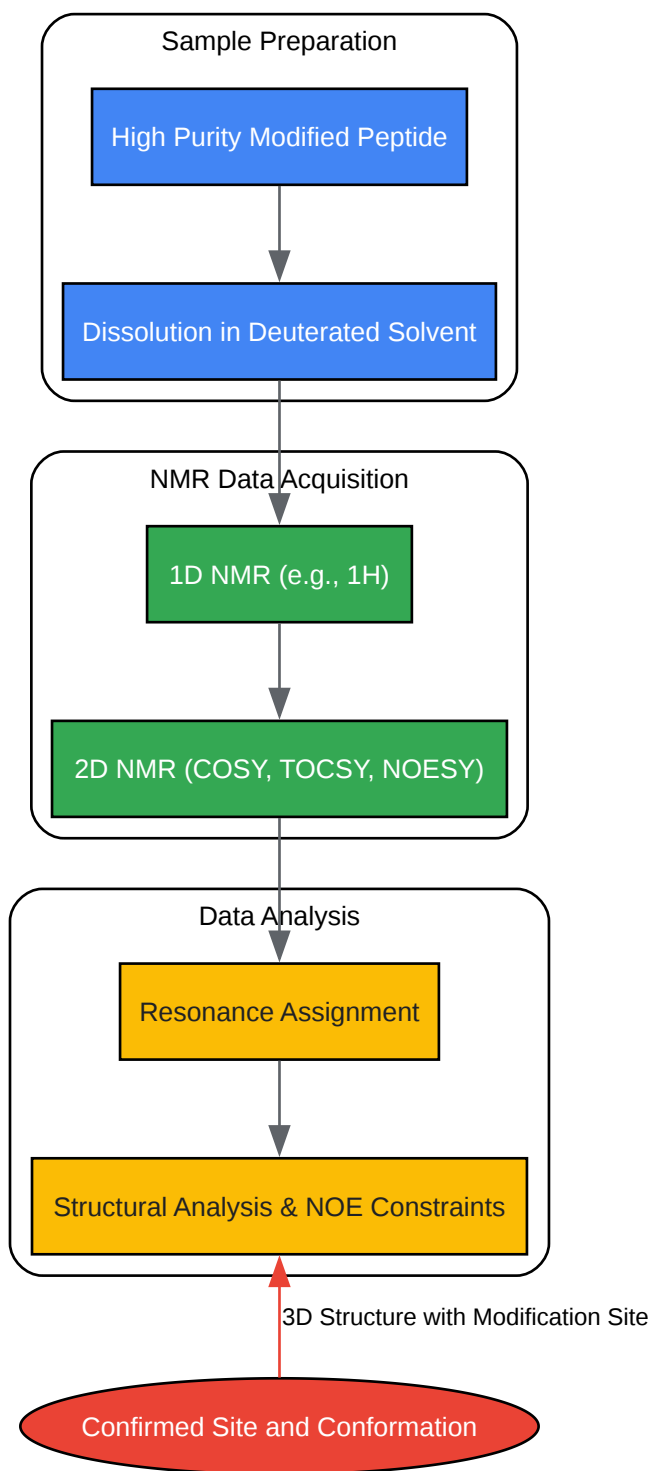 Sample Preparation
High Purity Modified Peptide
Dissolution in Deuterated Solvent
NMR Data Acquisition
1D NMR (e.g., 1H)
2D NMR (COSY, TOCSY, NOESY)
Data Analysis
Resonance Assignment
Structural Analysis & NOE Constraints
3D Structure with Modification Site
Confirmed Site and Conformation